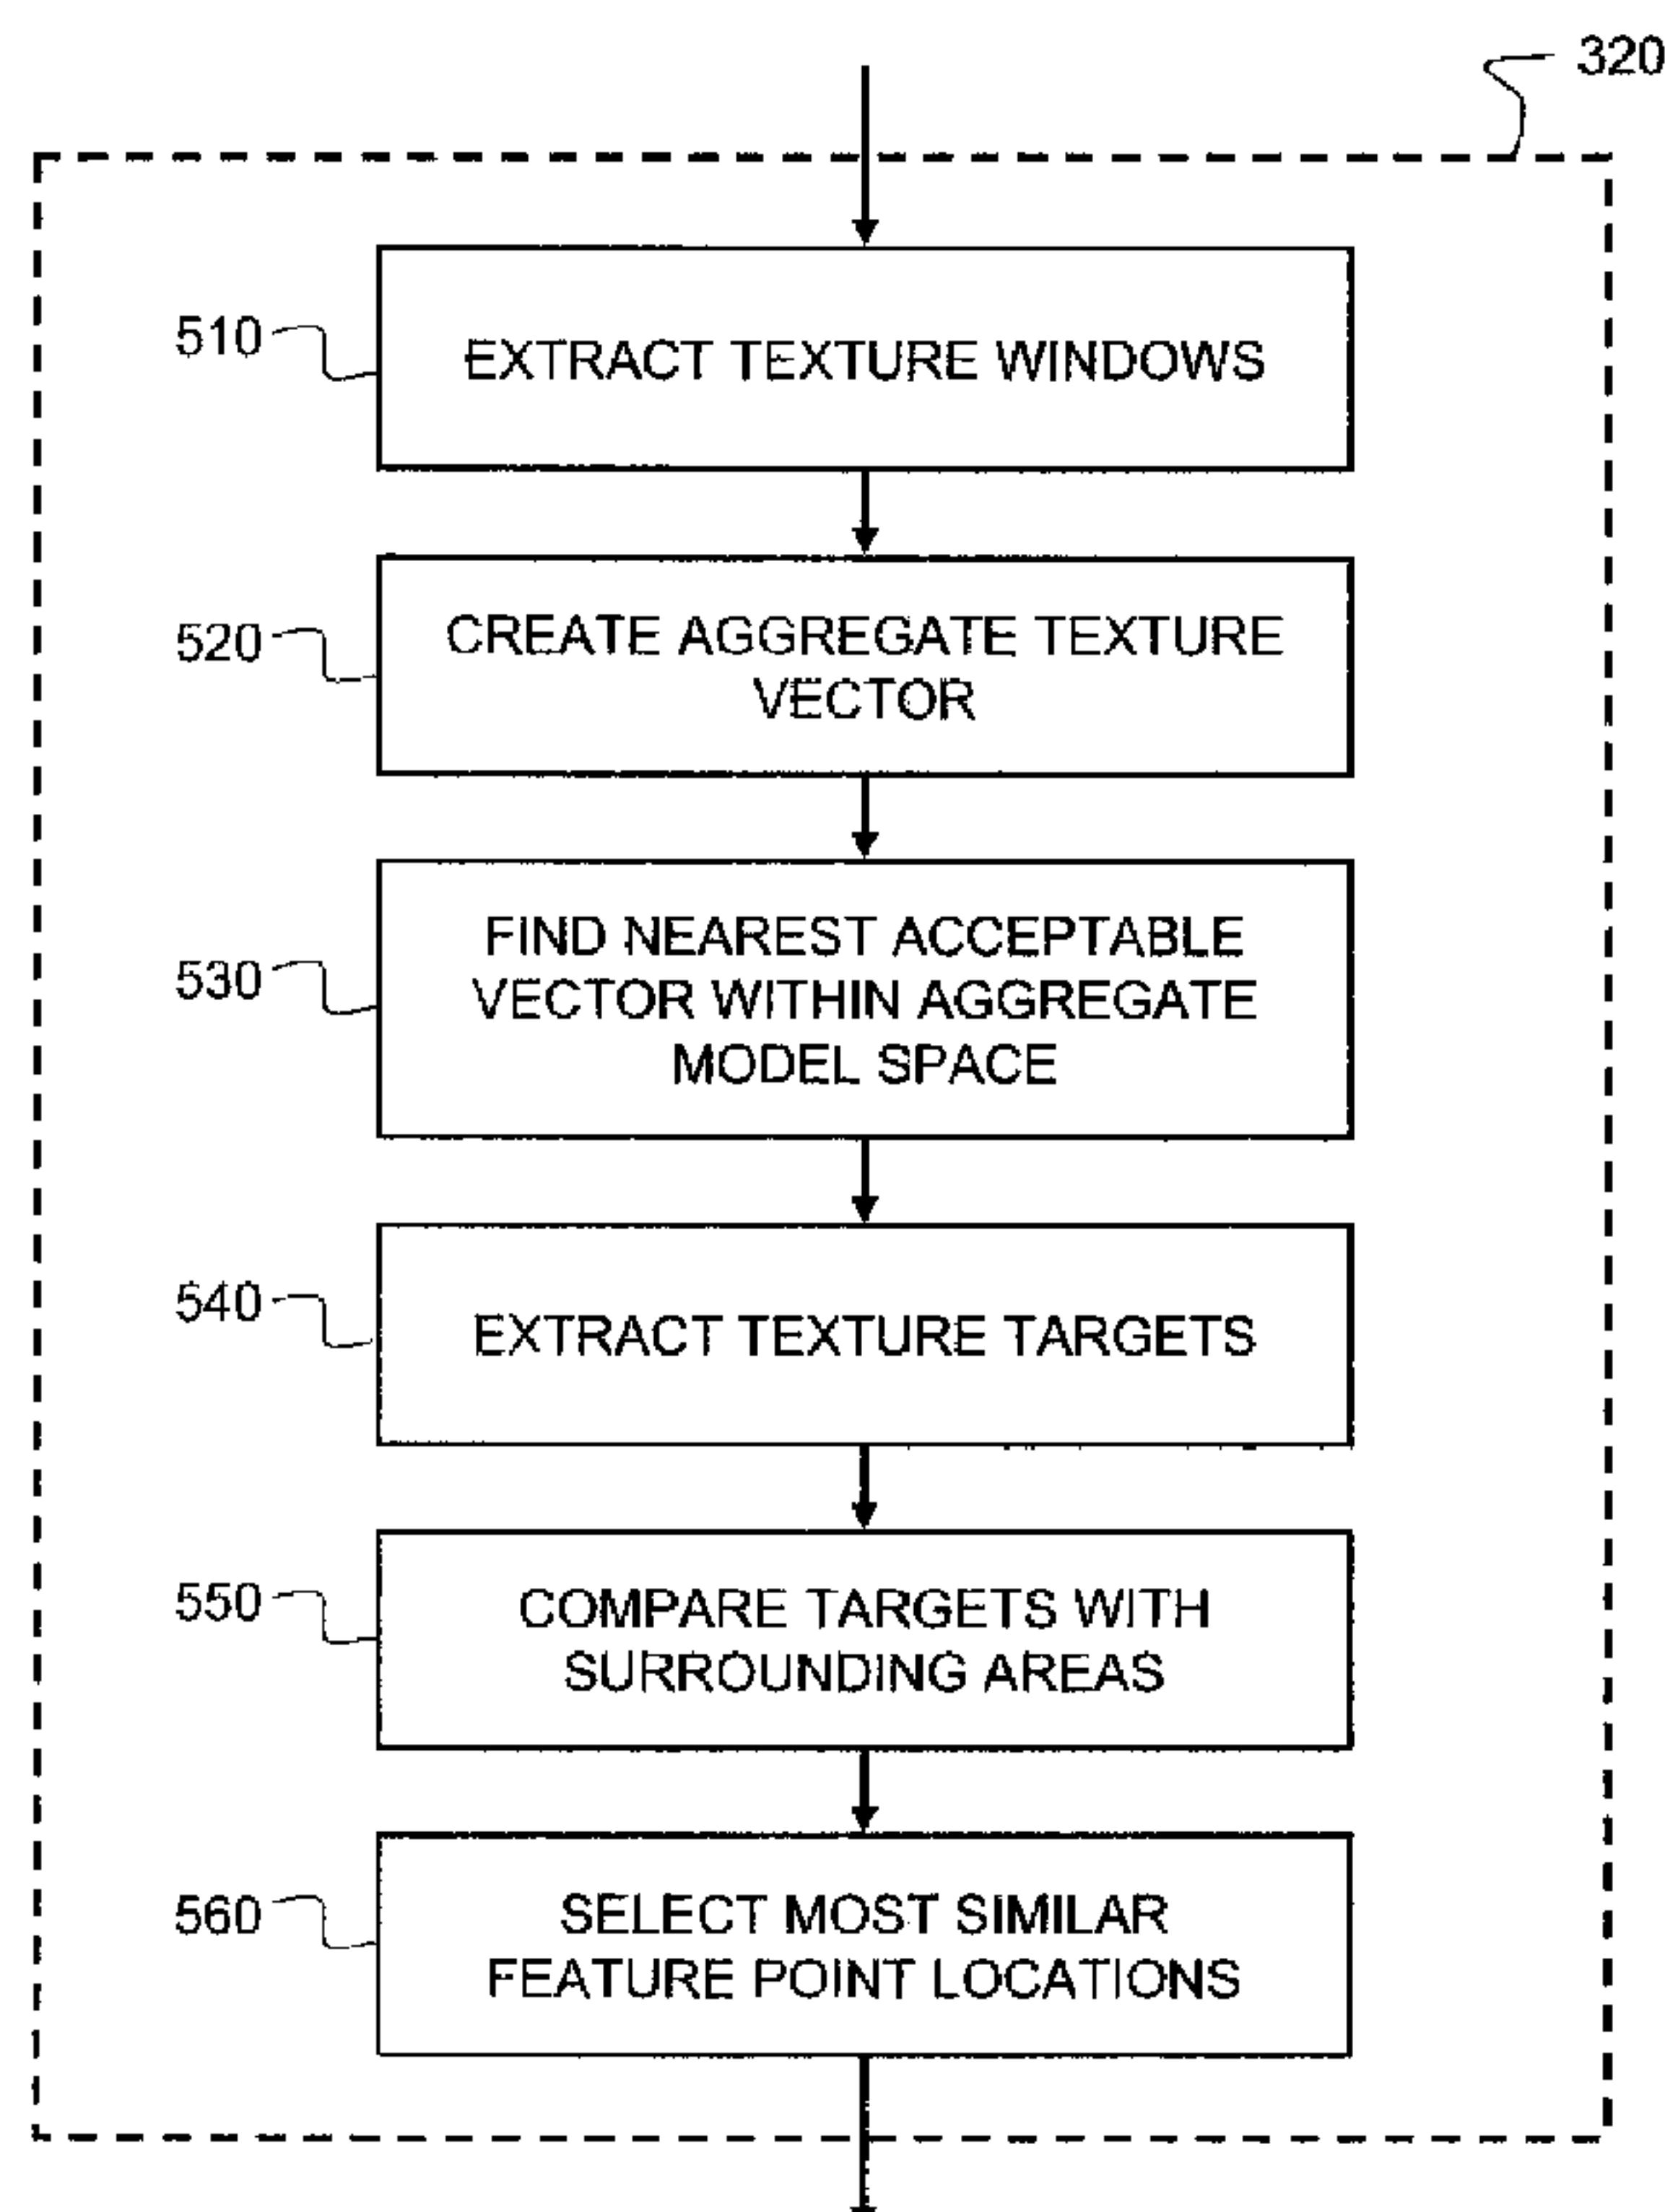 320
510
EXTRACT TEXTURE WINDOWS
520
CREATE AGGREGATE TEXTURE
VECTOR
530
FIND NEAREST ACCEPTABLE
VECTOR WITHIN AGGREGATE
MODEL SPACE
540
EXTRACT TEXTURE TARGETS
550
COMPARE TARGETS WITH
SURROUNDING AREAS
560
SELECT MOST SIMILAR
FEATURE POINT LOCATIONS